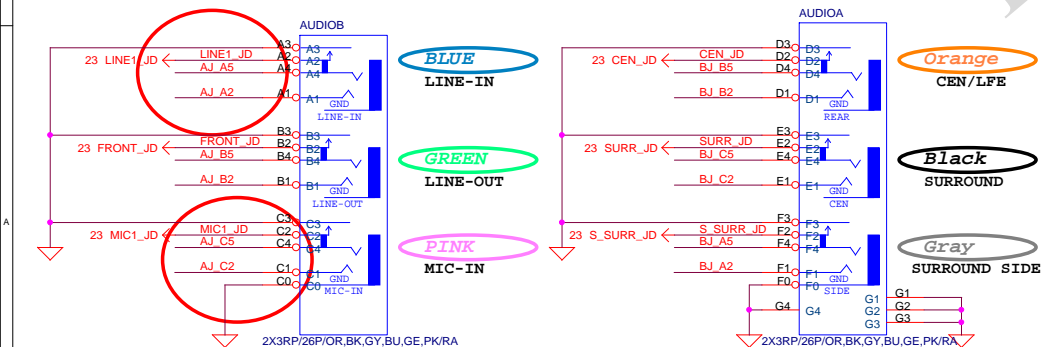 AUDIOB
A3 A3
23 LINE1_JD LINE1_JD A2 A2
AJ_A5 A4 A4
AJ_A2 A1 A1
GND
LINE-IN
BLUE
LINE-IN
B3 B3
23 FRONT_JD FRONT_JD B2 B2
AJ_B5 B4 B4
AJ_B2 B1 B1
GND
LINE-OUT
GREEN
LINE-OUT
C3 C3
23 MIC1_JD MIC1_JD C2 C2
AJ_C5 C4 C4
AJ_C2 C1 C1
GND
C0 C0
MIC-IN
PINK
MIC-IN
2X3RP/26P/OR,BK,GY,BU,GE,PK/RA
A
AUDIOA
D3 D3
23 CEN_JD CEN_JD D2 D2
BJ_B5 D4 D4
BJ_B2 D1 D1
GND
REAR
Orange
CEN/LFE
E3 E3
23 SURR_JD SURR_JD E2 E2
BJ_C5 E4 E4
BJ_C2 E1 E1
GND
CEN
Black
SURROUND
F3 F3
23 S_SURR_JD S_SURR_JD F2 F2
BJ_A5 F4 F4
BJ_A2 F1 F1
GND
F0 F0
SIDE
Gray
SURROUND SIDE
G4 G4
G1 G1
G2 G2
G3 G3
2X3RP/26P/OR,BK,GY,BU,GE,PK/RA